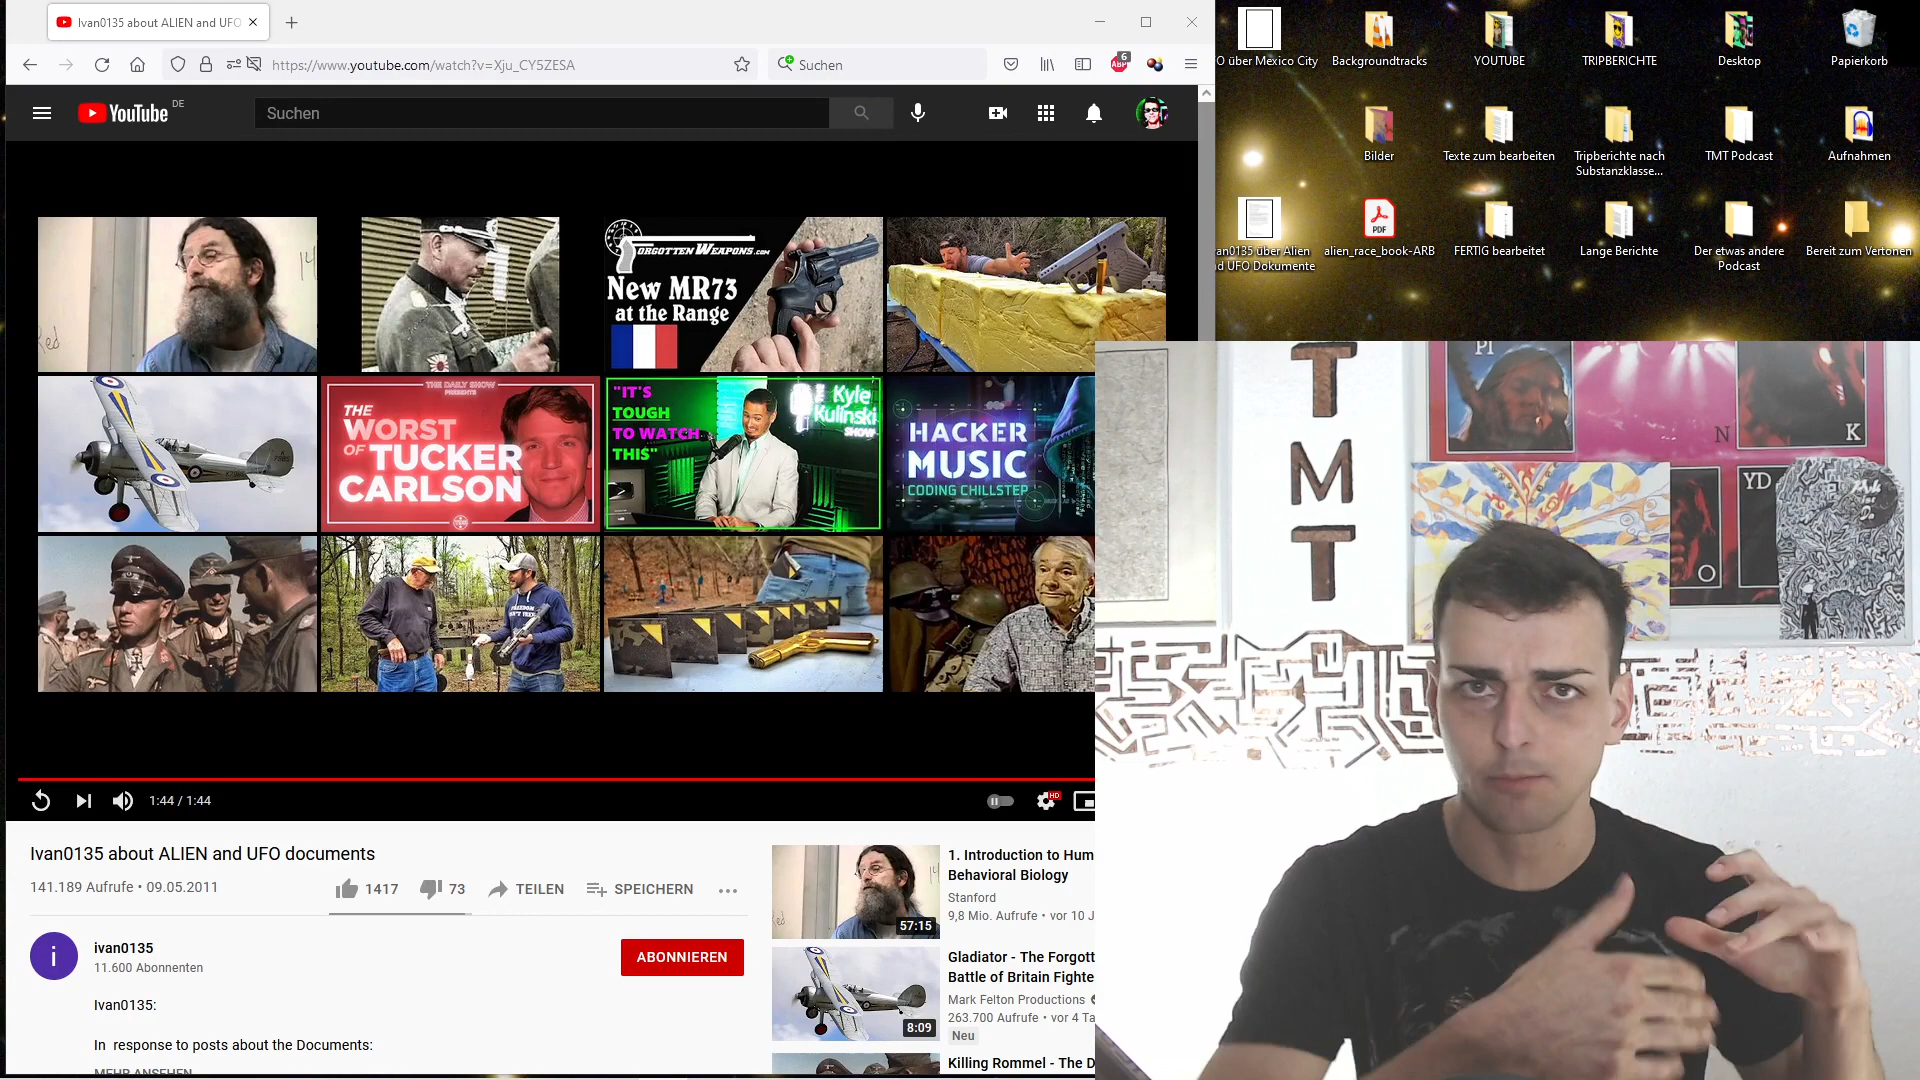 Ivan0135 about ALIEN and UFO
https://www.youtube.com/watch?v=Xju_CY5ZESA
Suchen
6
ABP
YouTube
DE
Suchen
FORGOTTEN WEAPONS.COM
New MR73
at the Range
THE DAILY SHOW
PRESENTS
THE
WORST
OF TUCKER
CARLSON
"IT'S
TOUGH
TO WATCH
THIS"
Kyle
Kulinski
SHOW
HACKER
MUSIC
CODING CHILLSTEP
1:44 / 1:44
HD
Ivan0135 about ALIEN and UFO documents
141.189 Aufrufe • 09.05.2011
1417
73
TEILEN
SPEICHERN
i
ivan0135
11.600 Abonnenten
ABONNIEREN
Ivan0135:
In response to posts about the Documents:
MEHR ANSEHEN
57:15
1. Introduction to Hum
Behavioral Biology
Stanford
9,8 Mio. Aufrufe • vor 10 J
8:09
Gladiator - The Forgott
Battle of Britain Fighte
Mark Felton Productions
263.700 Aufrufe • vor 4 Ta
Neu
Killing Rommel - The D
O über Mexico City
Backgroundtracks
YOUTUBE
TRIPBERICHTE
Desktop
Papierkorb
Bilder
Texte zum bearbeiten
Tripberichte nach
Substanzklasse...
TMT Podcast
Aufnahmen
van0135 über Alien
d UFO Dokumente
PDF
alien_race_book-ARB
FERTIG bearbeitet
Lange Berichte
Der etwas andere
Podcast
Bereit zum Vertonen
T
M
T
PI
N
K
YD
O